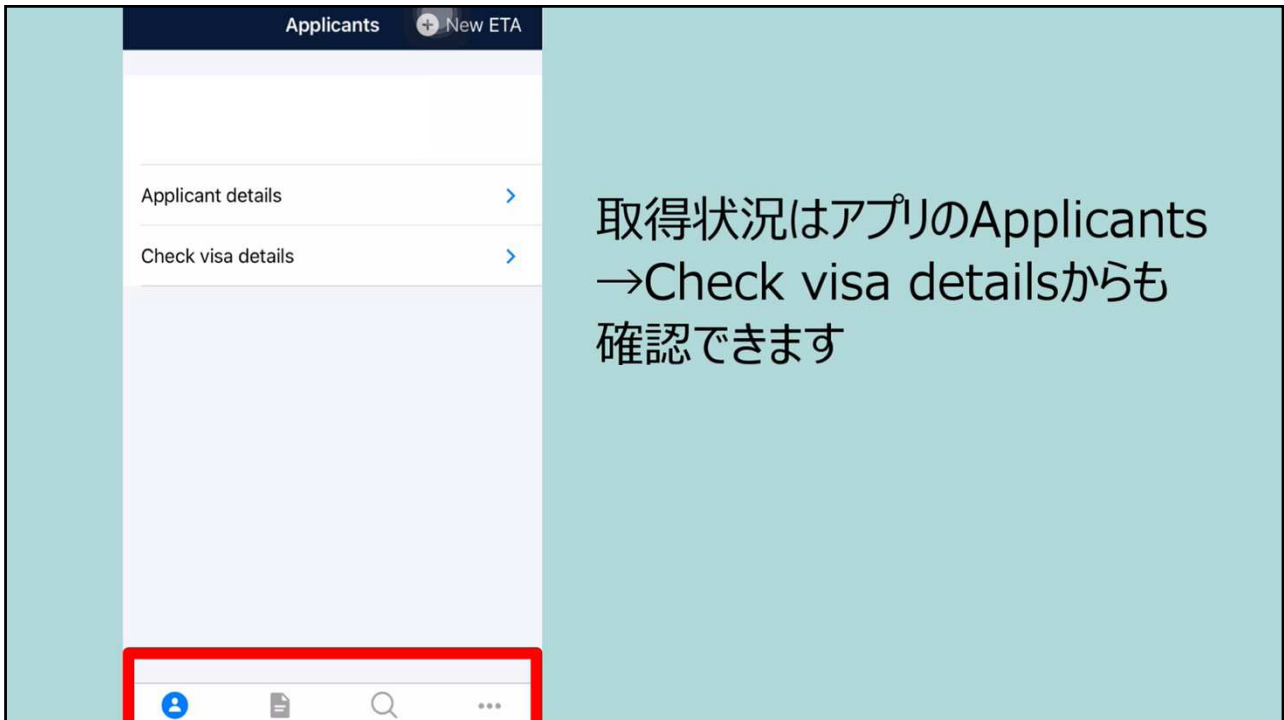 Applicants
New ETA
Applicant details
Check visa details
取得状況はアプリのApplicants
→Check visa detailsからも
確認できます